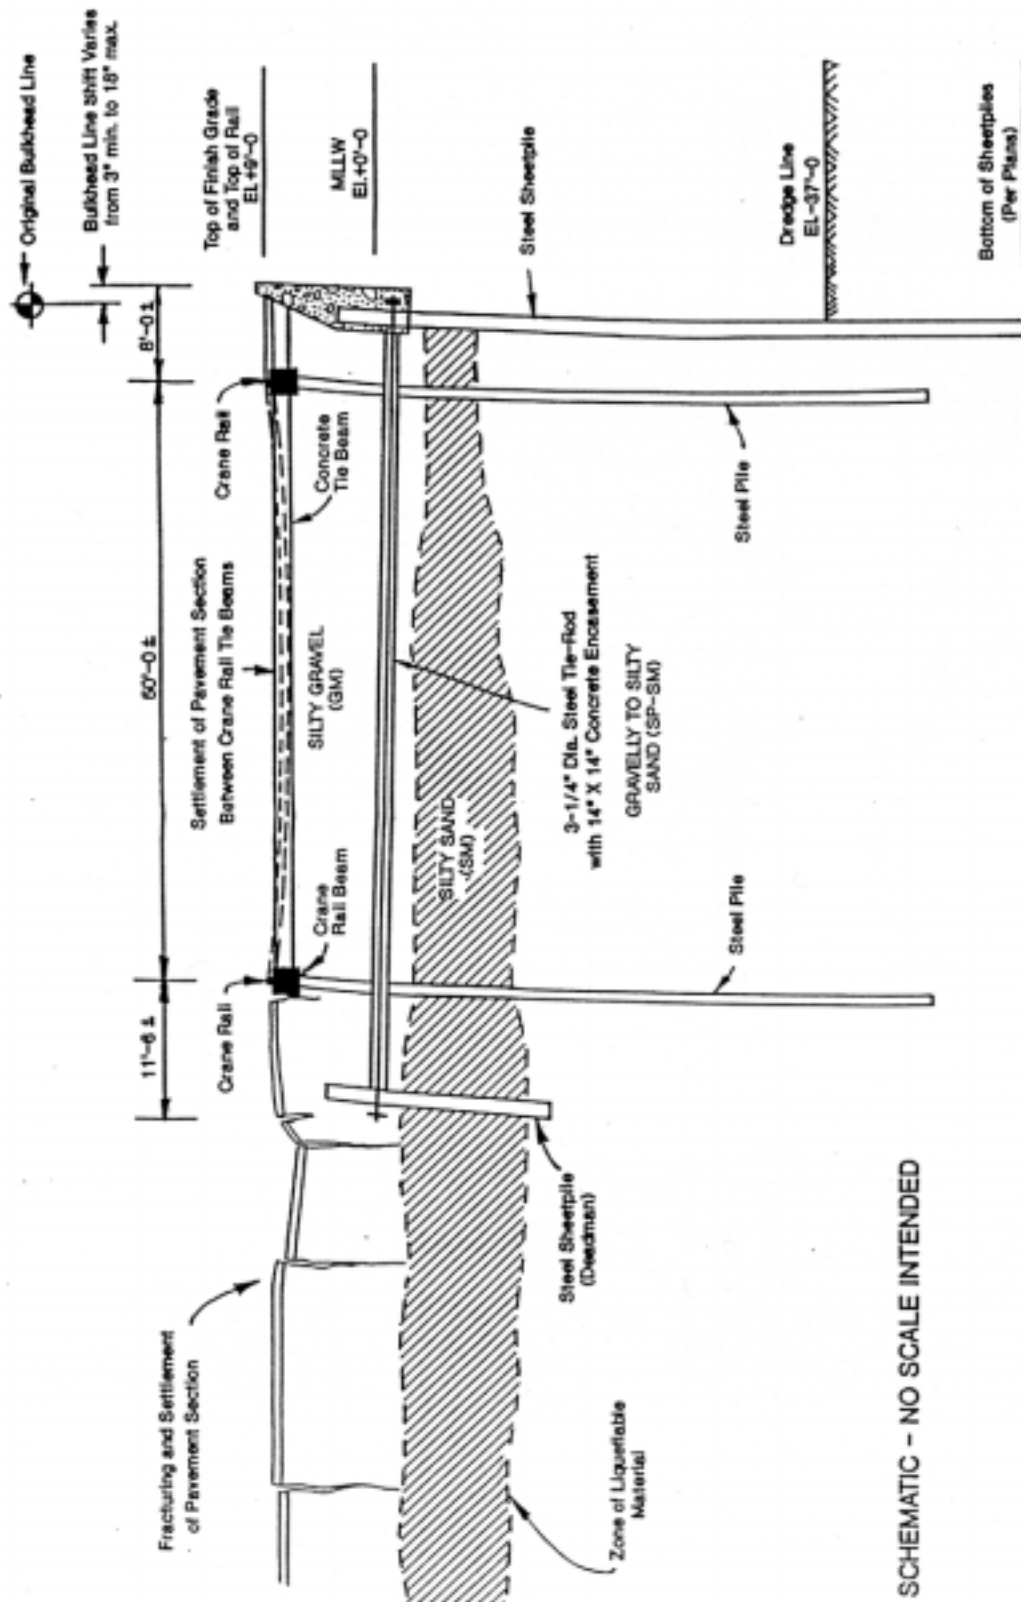 Original Bulkhead Line
Bulkhead Line Shift Varies
from 3" min. to 18" max.
8'-0 ±
60'-0 ±
11'-6 ±
Top of Finish Grade
and Top of Rail
EL+9'-0
MLLW
EL.+0'-0
Crane Rail
Settlement of Pavement Section
Between Crane Rail Tie Beams
Concrete
Tie Beam
SILTY GRAVEL
(GM)
Crane
Rail Beam
Crane Rail
Fracturing and Settlement
of Pavement Section
Steel Sheetpile
Dredge Line
EL-37'-0
Bottom of Sheetpiles
(Per Plans)
Steel Pile
SILTY SAND
(SM)
3-1/4" Dia. Steel Tie-Rod
with 14" X 14" Concrete Encasement
GRAVELLY TO SILTY
SAND (SP-SM)
Steel Pile
Steel Sheetpile
(Deadman)
Zone of Liquefiable
Material
SCHEMATIC - NO SCALE INTENDED